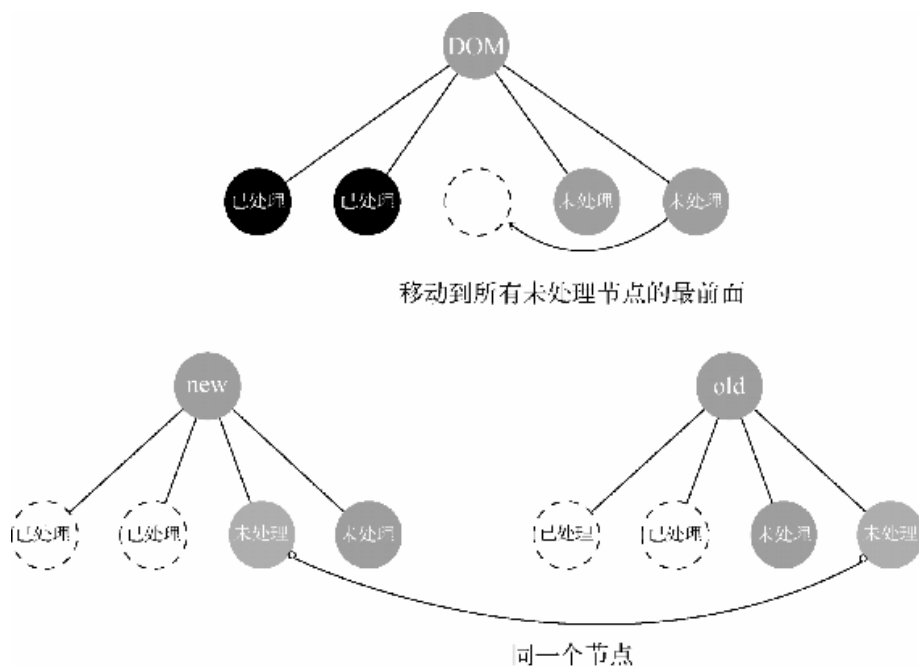 DOM
已处理 已处理 未处理 未处理
移动到所有未处理节点的最前面
new old
已处理 已处理 未处理 未处理 已处理 已处理 未处理 未处理
同一个节点